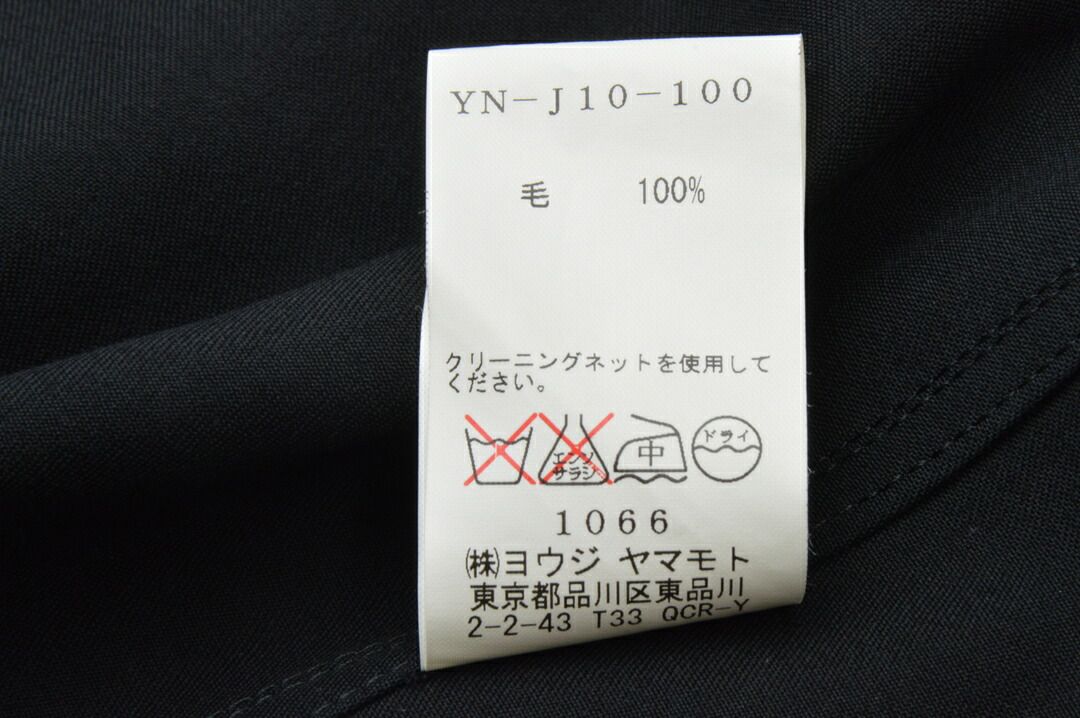 YN-J10-100
毛 100%
クリーニングネットを使用して
ください。
エンソ
サラシ
中
ドライ
1066
㈱ヨウジ ヤマモト
東京都品川区東品川
2-2-43 T33 QCR-Y